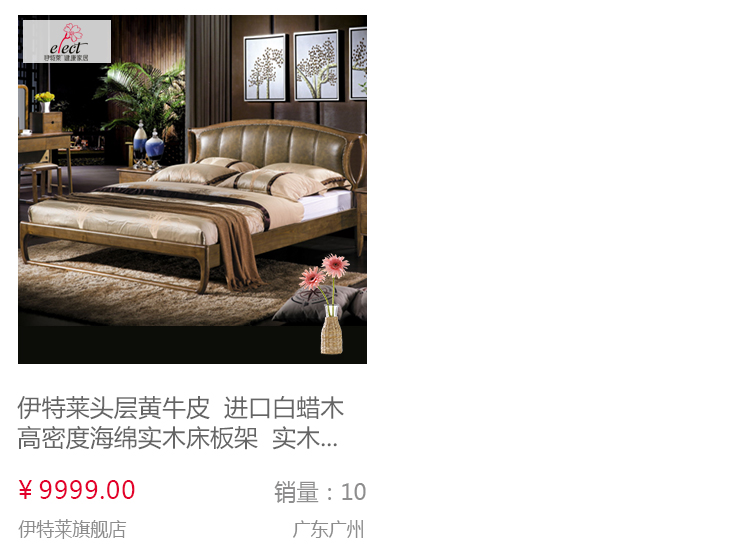 elect
伊特莱 健康家居
伊特莱头层黄牛皮 进口白蜡木
高密度海绵实木床板架 实木...
¥ 9999.00
销量：10
伊特莱旗舰店
广东广州